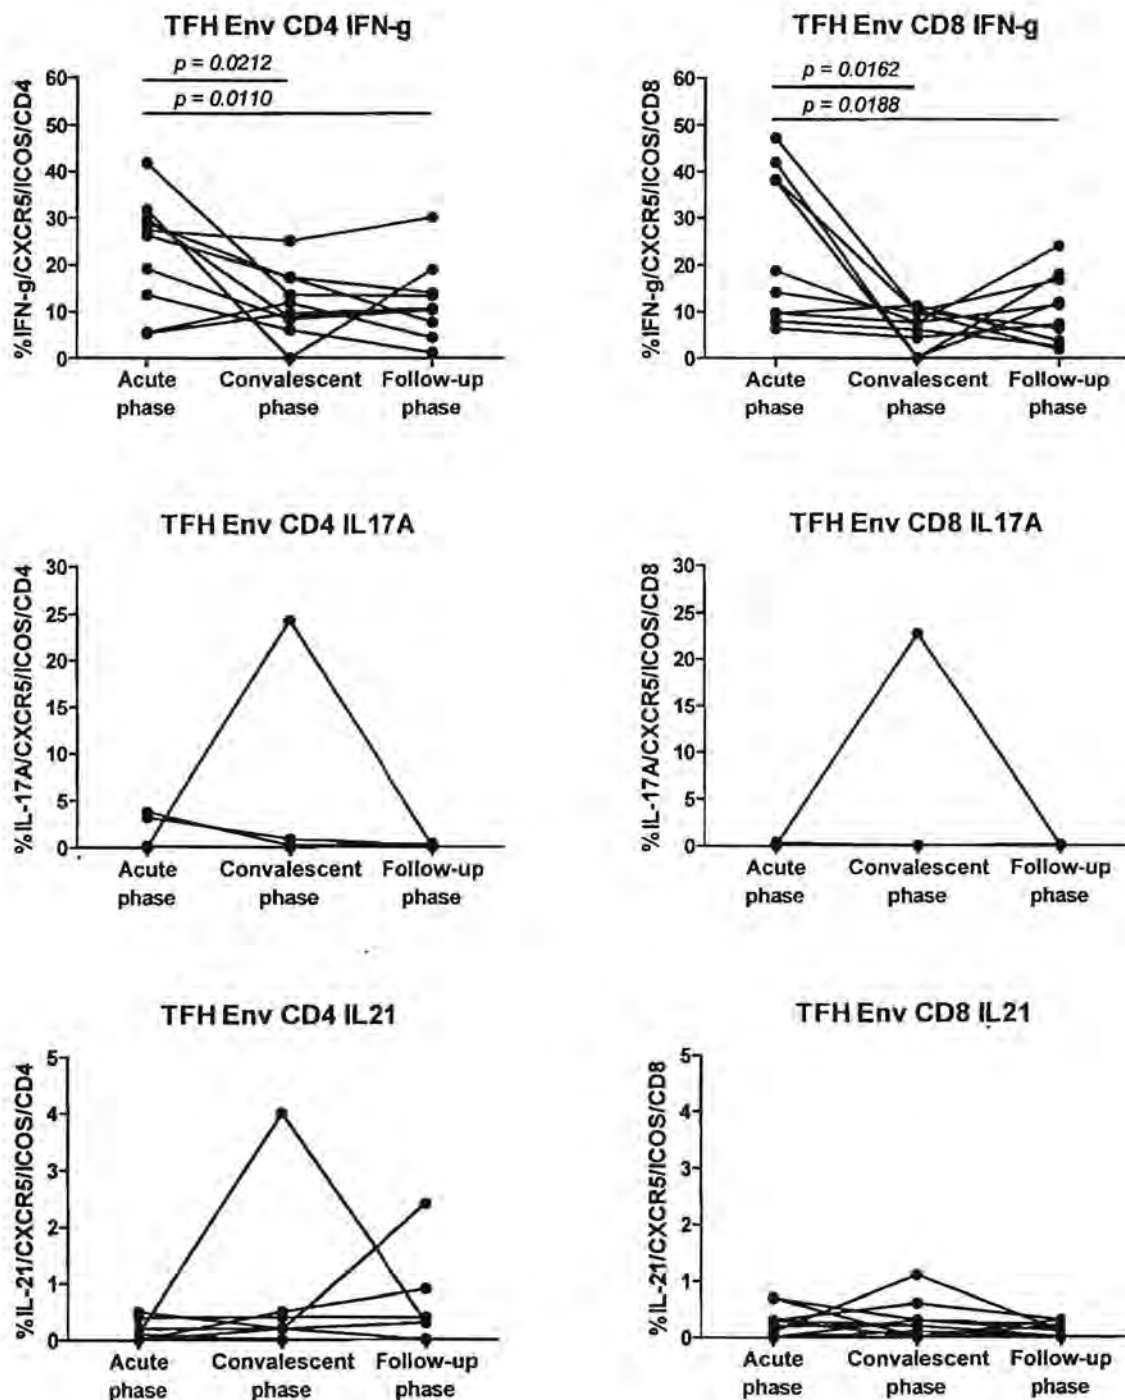 TFH Env CD4 IFN-g
p = 0.0212
p = 0.0110
%IFN-g/CXCR5/ICOS/CD4
60
50
40
30
20
10
0
Acute phase
Convalescent phase
Follow-up phase
TFH Env CD8 IFN-g
p = 0.0162
p = 0.0188
%IFN-g/CXCR5/ICOS/CD8
60
50
40
30
20
10
0
Acute phase
Convalescent phase
Follow-up phase
TFH Env CD4 IL17A
%IL-17A/CXCR5/ICOS/CD4
30
25
20
15
10
5
0
Acute phase
Convalescent phase
Follow-up phase
TFH Env CD8 IL17A
%IL-17A/CXCR5/ICOS/CD8
30
25
20
15
10
5
0
Acute phase
Convalescent phase
Follow-up phase
TFH Env CD4 IL21
%IL-21/CXCR5/ICOS/CD4
5
4
3
2
1
0
Acute phase
Convalescent phase
Follow-up phase
TFH Env CD8 IL21
%IL-21/CXCR5/ICOS/CD8
5
4
3
2
1
0
Acute phase
Convalescent phase
Follow-up phase